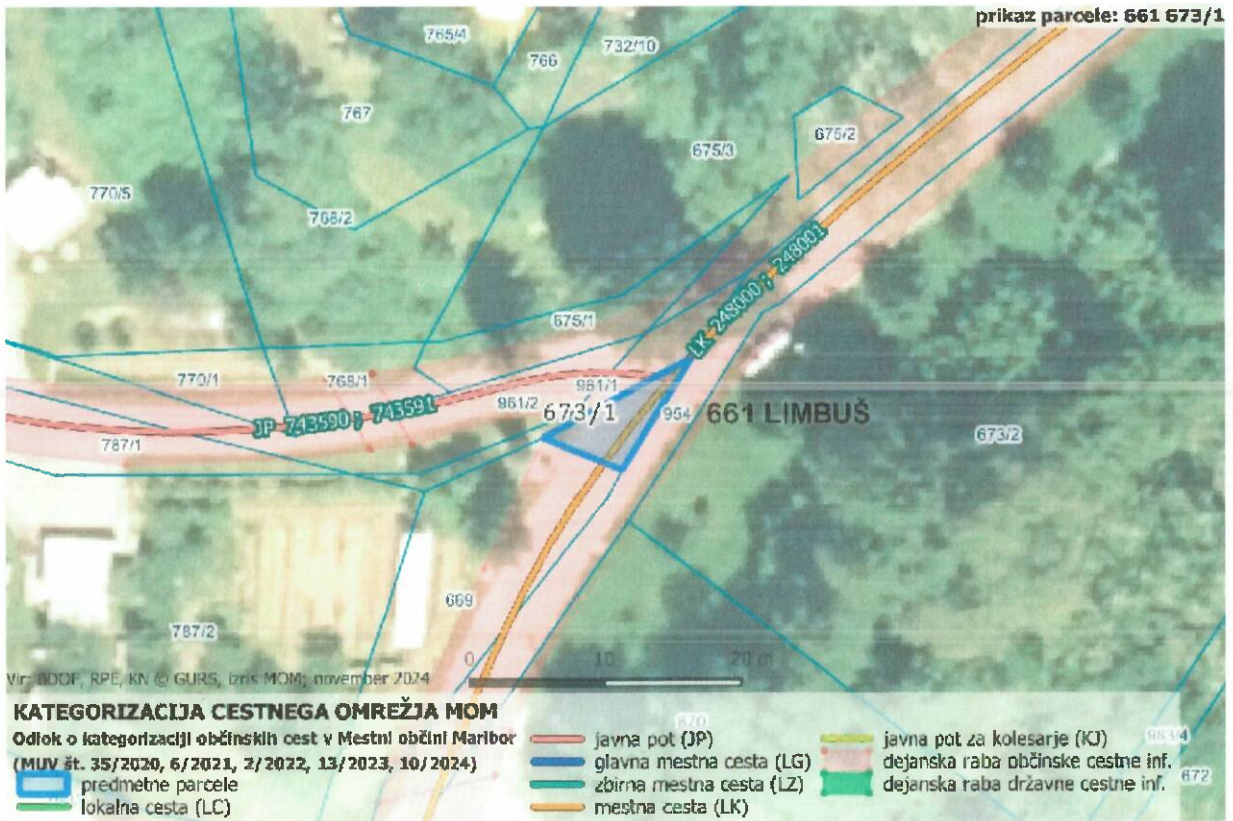 prikaz parcele: 661 673/1
765/4
766
732/10
767
675/2
675/3
770/5
768/2
LK 248000 ; 248001
675/1
770/1
768/1
961/1
961/2
673/1
954
661 LIMBUŠ
JP 743590 ; 743591
787/1
673/2
669
787/2
0 10 20 m
Vir: BDOF, RPE, KN © GURS, izris MOM; november 2024
KATEGORIZACIJA CESTNEGA OMREŽJA MOM
Odlok o kategorizaciji občinskih cest v Mestni občini Maribor
(MUV št. 35/2020, 6/2021, 2/2022, 13/2023, 10/2024)
predmetne parcele
lokalna cesta (LC)
javna pot (JP)
glavna mestna cesta (LG)
zbirna mestna cesta (LZ)
mestna cesta (LK)
javna pot za kolesarje (KJ)
dejanska raba občinske cestne inf.
dejanska raba državne cestne inf.
670
983/4
672